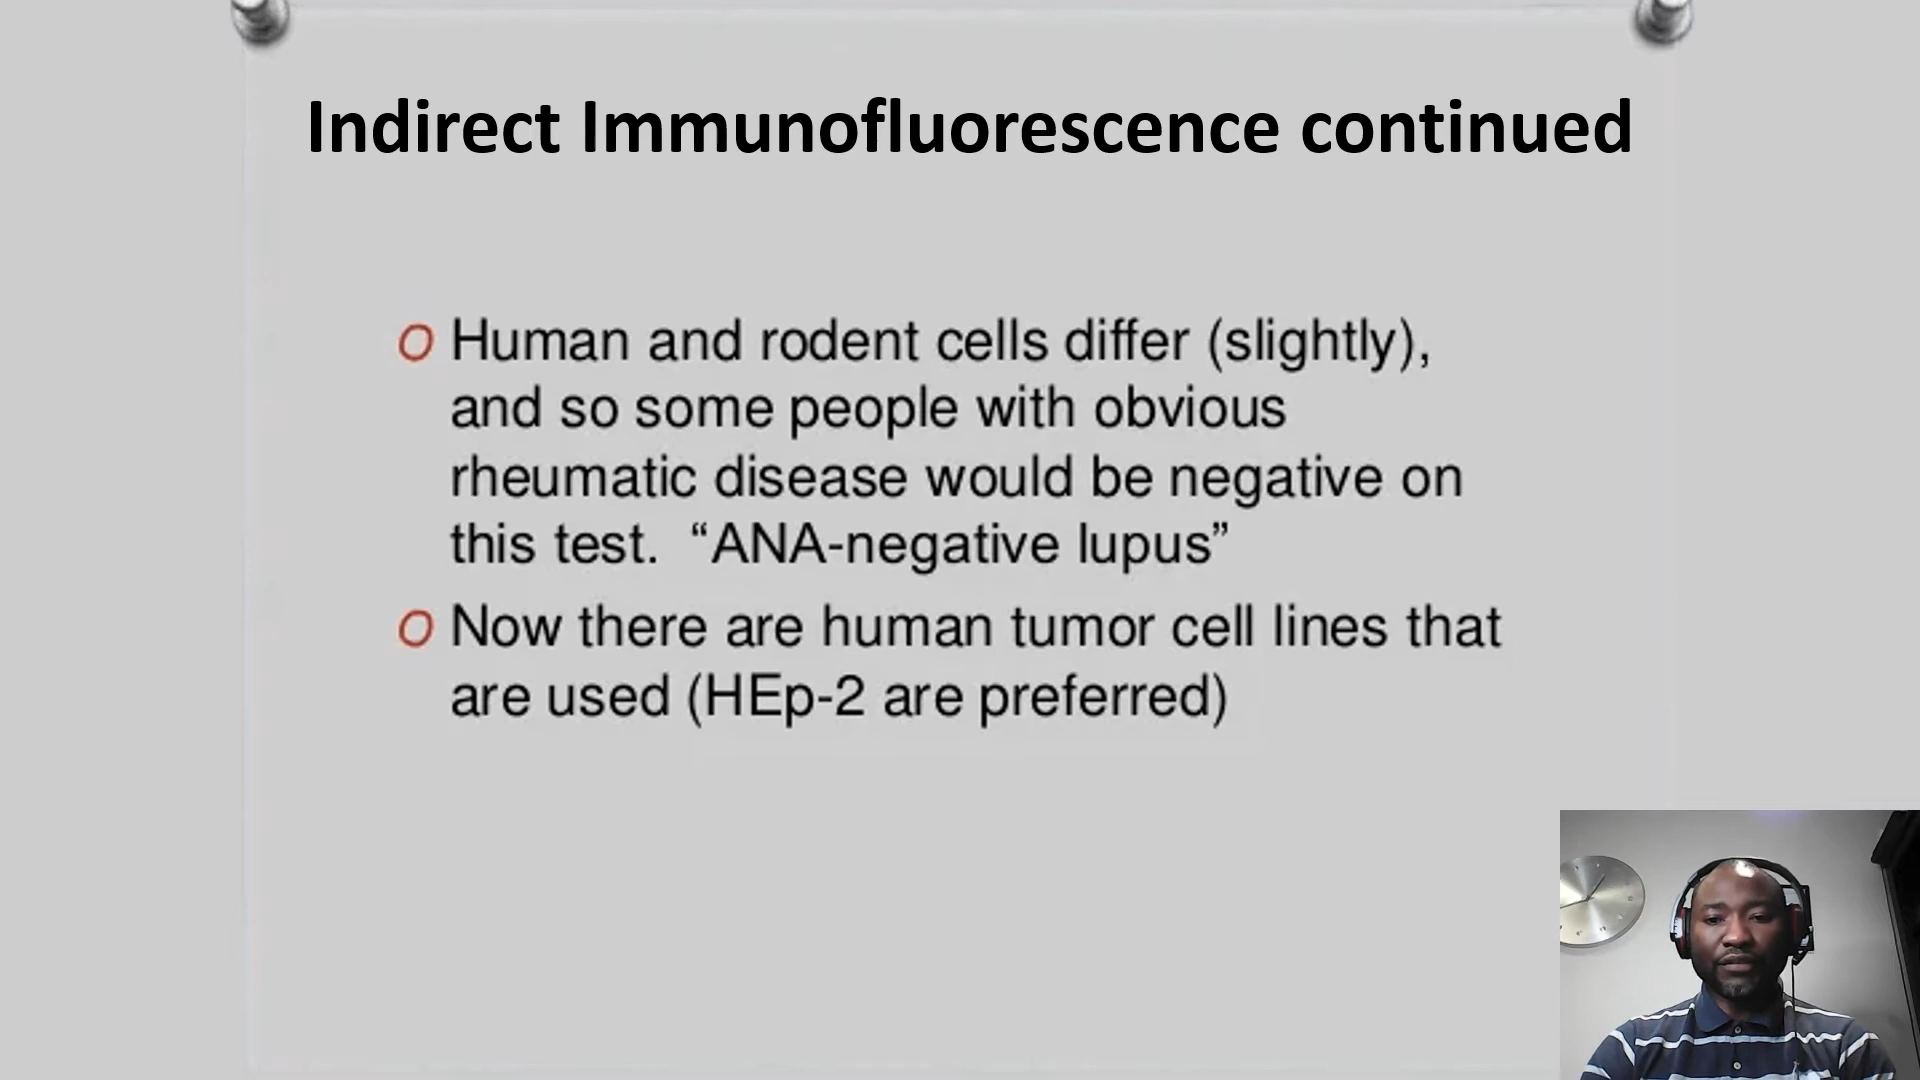 Indirect Immunofluorescence continued
O Human and rodent cells differ (slightly),
and so some people with obvious
rheumatic disease would be negative on
this test.  “ANA-negative lupus”
O Now there are human tumor cell lines that
are used (HEp-2 are preferred)